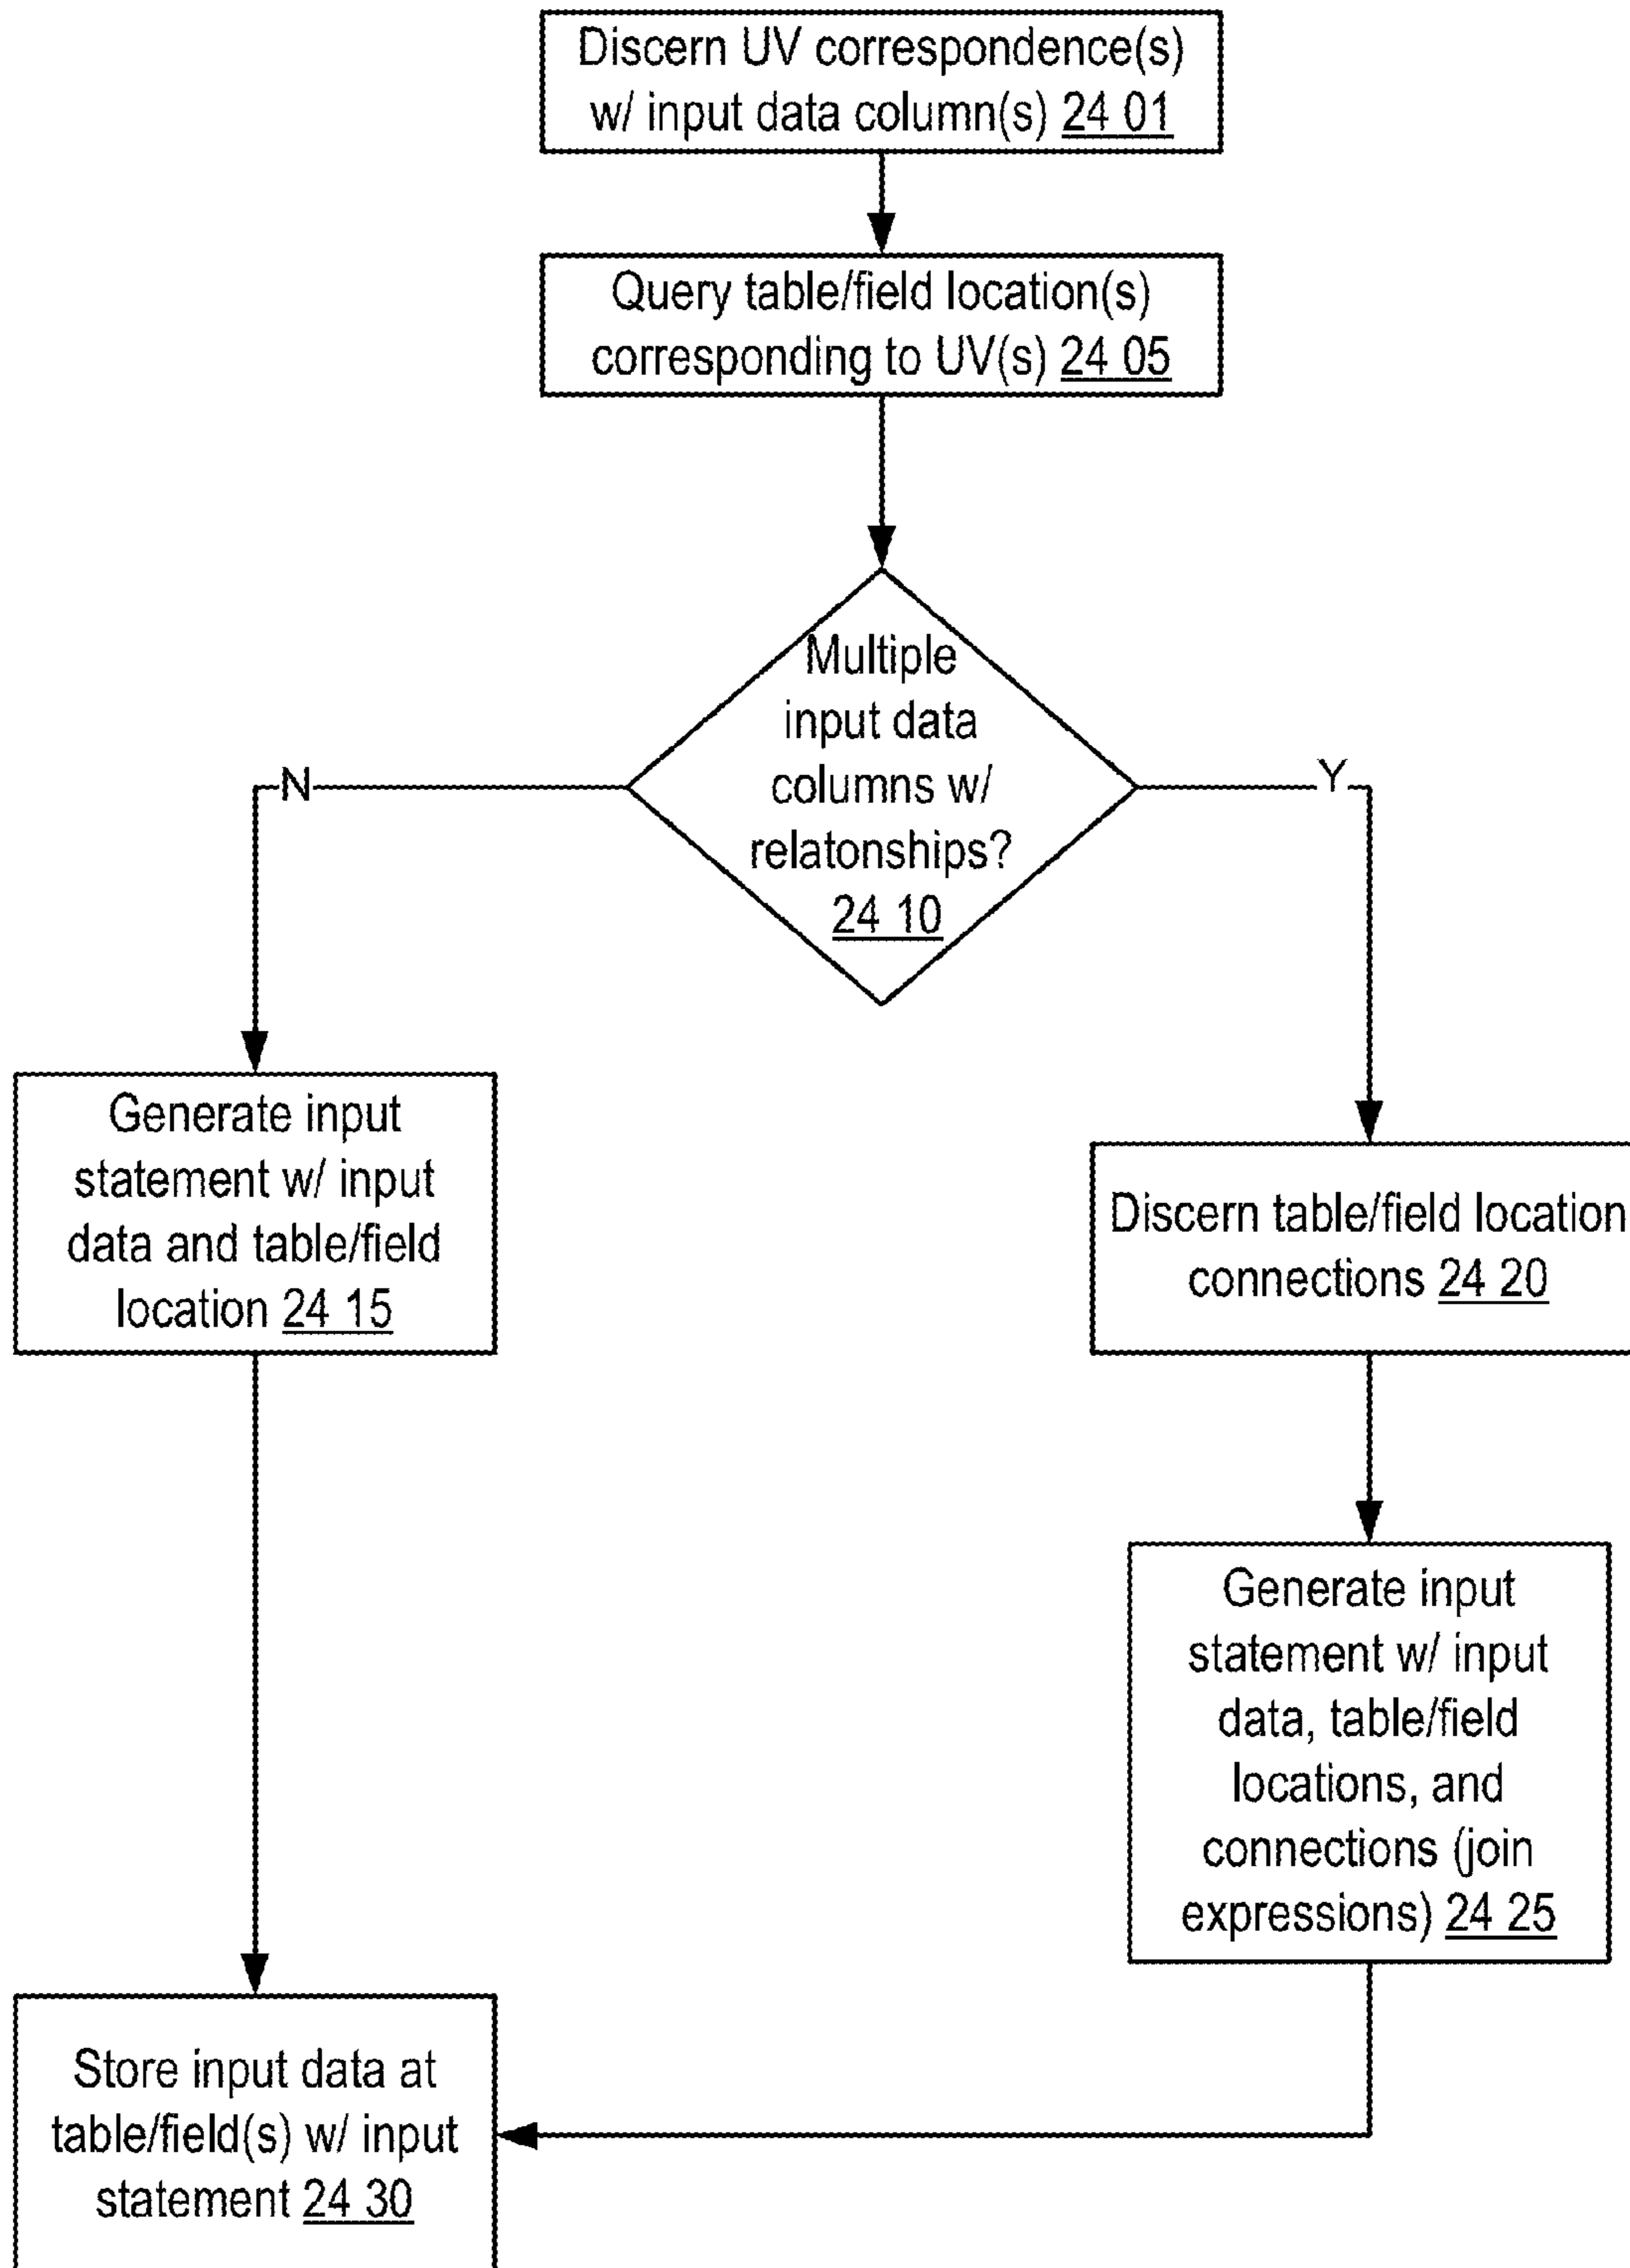 Discern UV correspondence(s)
w/ input data column(s) 24 01
Query table/field location(s)
corresponding to UV(s) 24 05
Multiple
input data
columns w/
relatonships?
24 10
N
Y
Generate input
statement w/ input
data and table/field
location 24 15
Discern table/field location
connections 24 20
Generate input
statement w/ input
data, table/field
locations, and
connections (join
expressions) 24 25
Store input data at
table/field(s) w/ input
statement 24 30